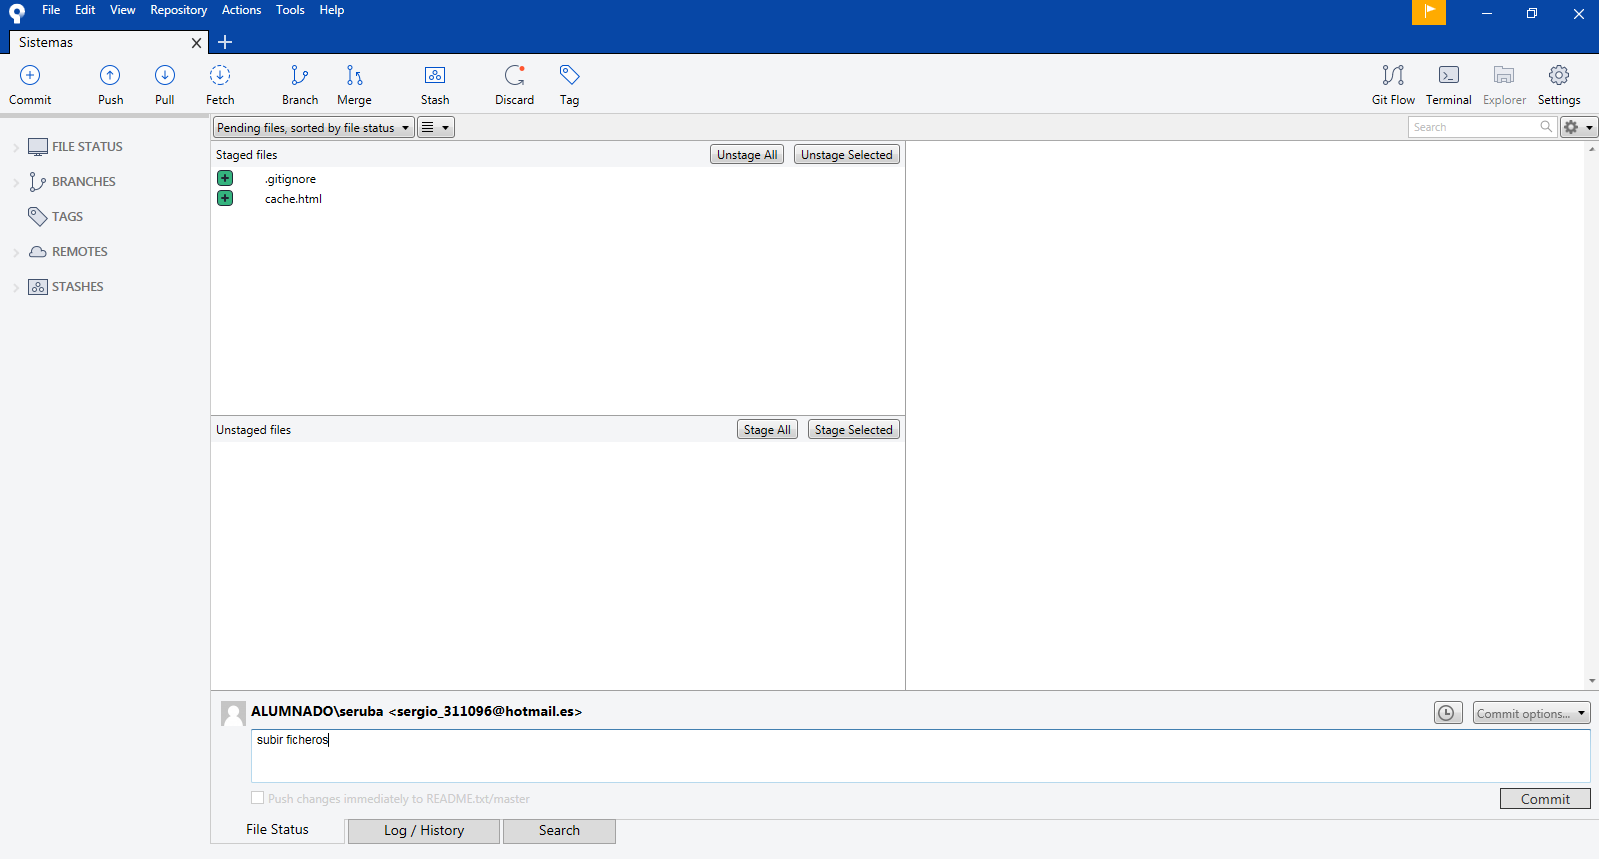 File Edit View Repository Actions Tools Help
Sistemas
Commit Push Pull Fetch Branch Merge Stash Discard Tag Git Flow Terminal Explorer Settings
Pending files, sorted by file status
Search
FILE STATUS
BRANCHES
TAGS
REMOTES
STASHES
Staged files
Unstage All
Unstage Selected
.gitignore
cache.html
Unstaged files
Stage All
Stage Selected
ALUMNADO\seruba <sergio_311096@hotmail.es>
Commit options...
subir ficheros
Push changes immediately to README.txt/master
Commit
File Status
Log / History
Search